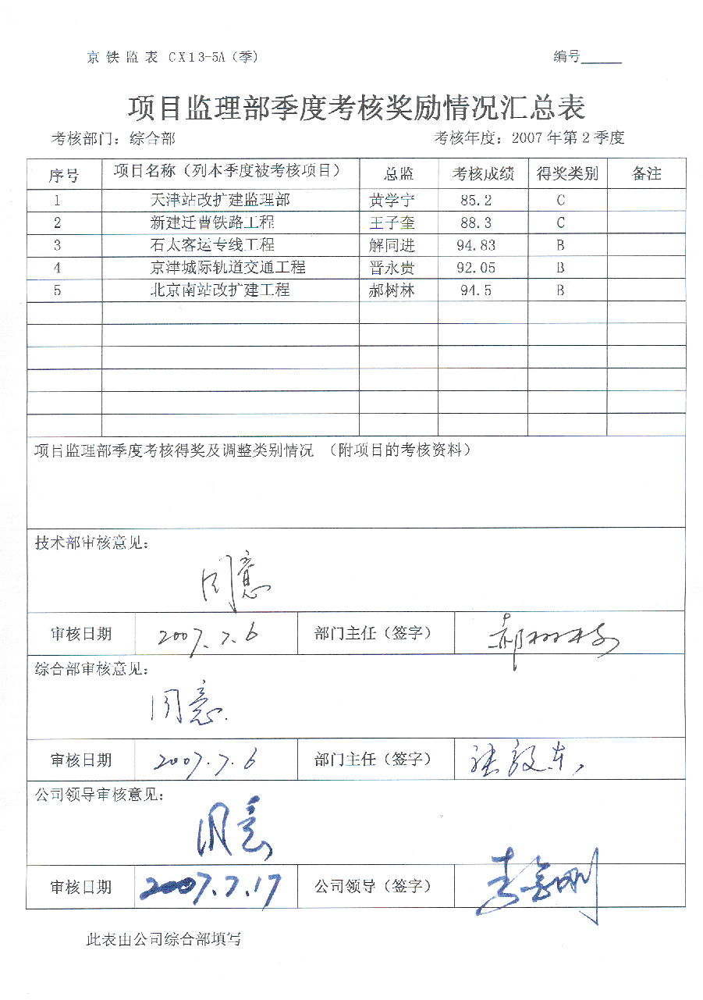 京铁监表 CX13-5A（季） 编号______
项目监理部季度考核奖励情况汇总表
考核部门：综合部 考核年度：2007年第2季度
序号 项目名称（列本季度被考核项目） 总监 考核成绩 得奖类别 备注
1 天津站改扩建监理部 黄学宁 85.2 C
2 新建迁曹铁路工程 王子奎 88.3 C
3 石太客运专线工程 解同进 94.83 B
4 京津城际轨道交通工程 晋永贵 92.05 B
5 北京南站改扩建工程 郝树林 94.5 B
项目监理部季度考核得奖及调整类别情况 （附项目的考核资料）
技术部审核意见：
同意
审核日期 2007.7.6 部门主任（签字） 郝树林
综合部审核意见：
同意.
审核日期 2007.7.6 部门主任（签字）
公司领导审核意见：
同意
审核日期 2007.7.17 公司领导（签字）
此表由公司综合部填写